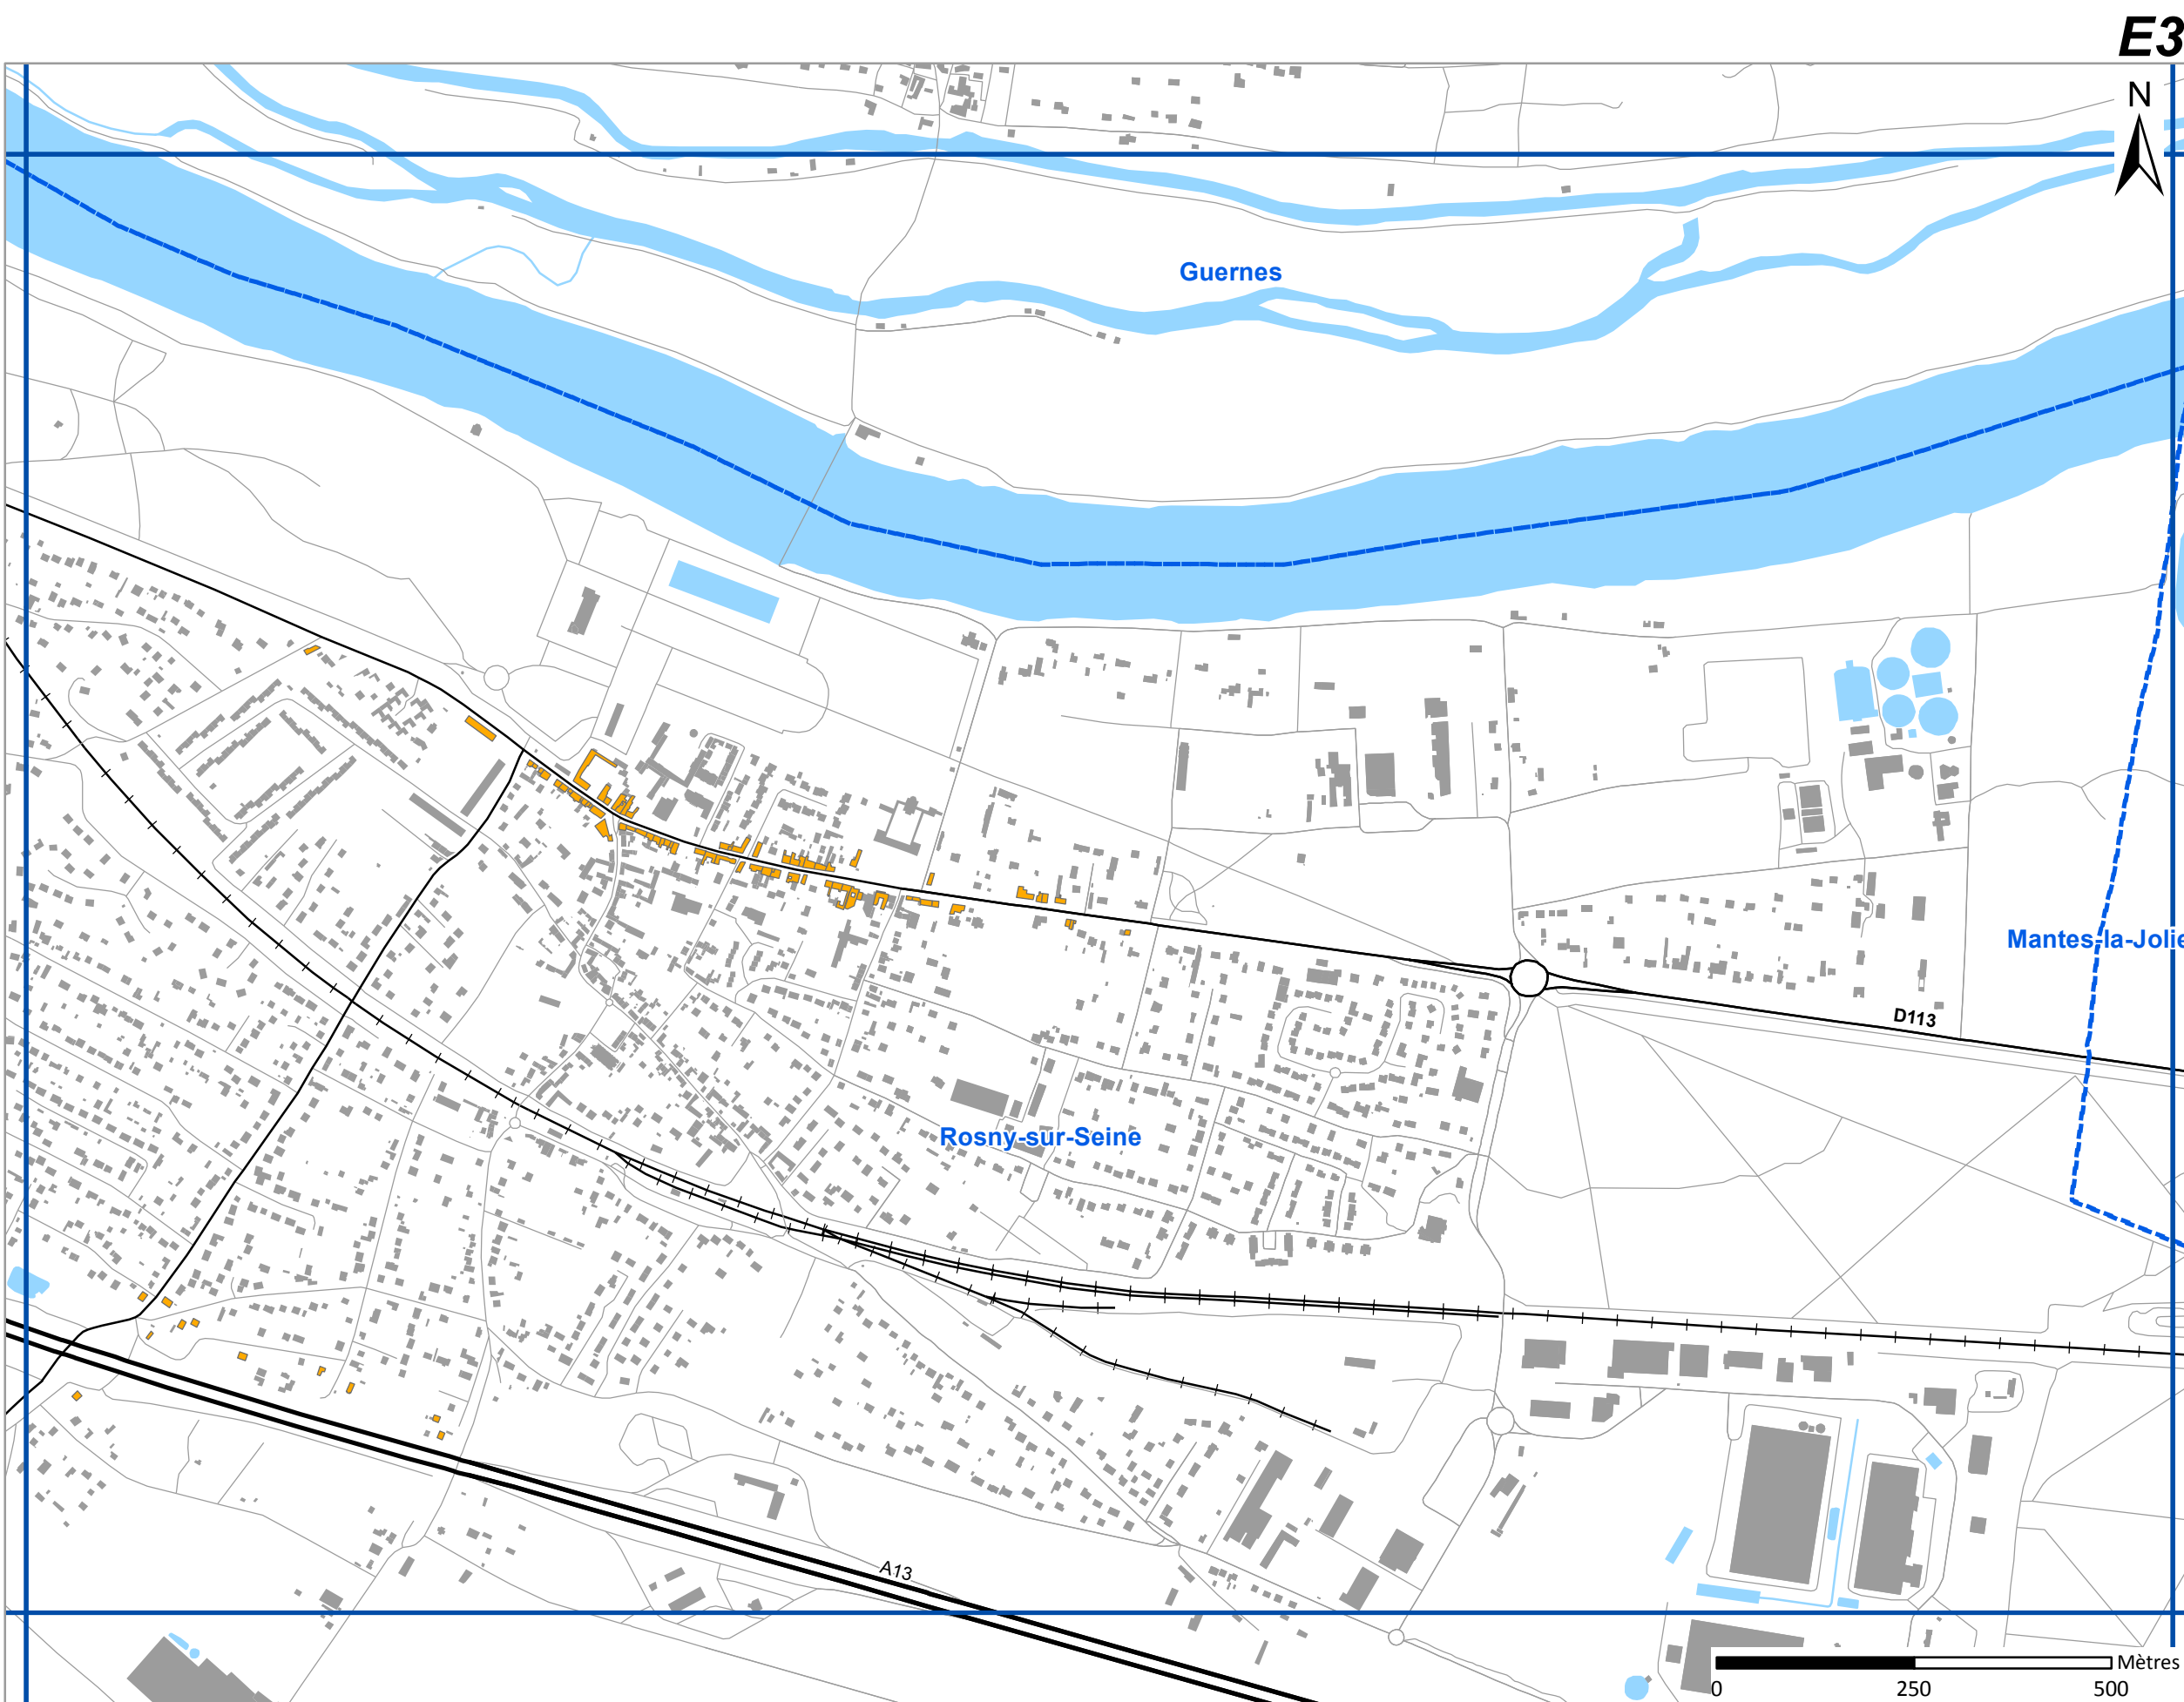 E3
N
Guernes
Mantes-la-Jolie
D113
Rosny-sur-Seine
A13
Mètres
0 250 500